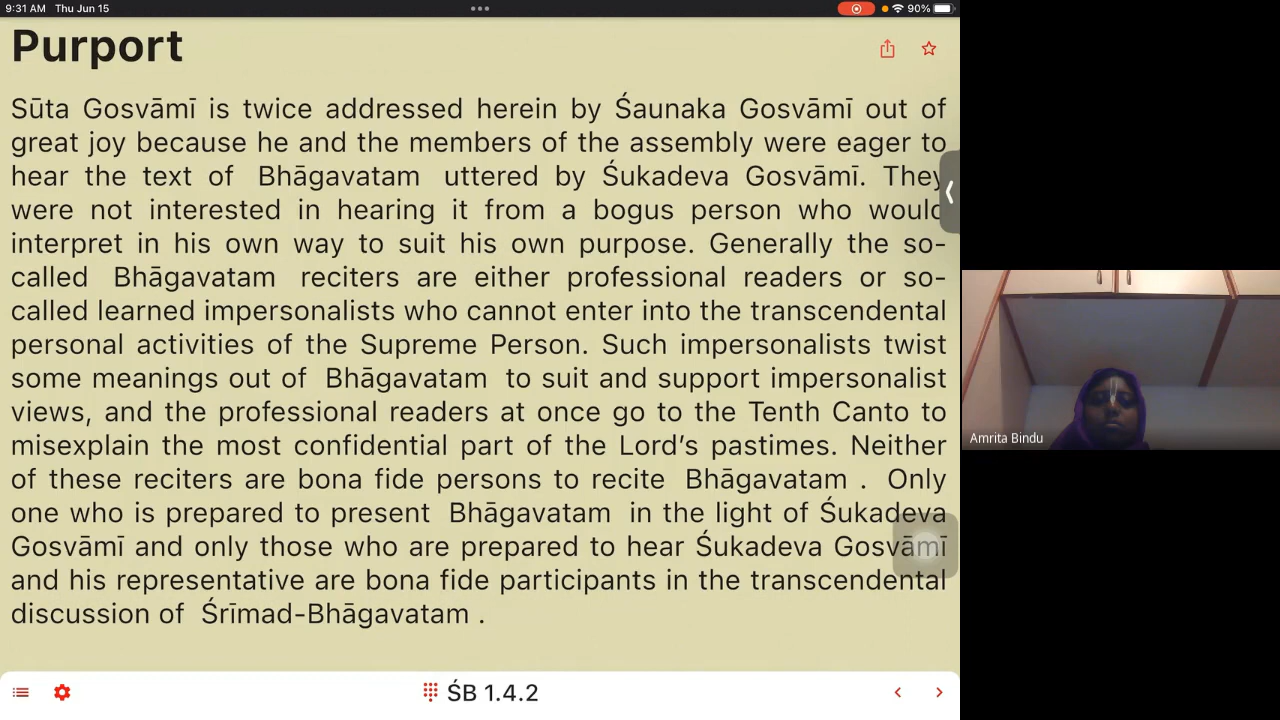 9:31 AM Thu Jun 15
90%
Purport
Sūta Gosvāmī is twice addressed herein by Śaunaka Gosvāmī out of
great joy because he and the members of the assembly were eager to
hear the text of Bhāgavatam uttered by Śukadeva Gosvāmī. They
were not interested in hearing it from a bogus person who would
interpret in his own way to suit his own purpose. Generally the so-
called Bhāgavatam reciters are either professional readers or so-
called learned impersonalists who cannot enter into the transcendental
personal activities of the Supreme Person. Such impersonalists twist
some meanings out of Bhāgavatam to suit and support impersonalist
views, and the professional readers at once go to the Tenth Canto to
misexplain the most confidential part of the Lord’s pastimes. Neither
of these reciters are bona fide persons to recite Bhāgavatam . Only
one who is prepared to present Bhāgavatam in the light of Śukadeva
Gosvāmī and only those who are prepared to hear Śukadeva Gosvāmī
and his representative are bona fide participants in the transcendental
discussion of Śrīmad-Bhāgavatam .
ŚB 1.4.2
Amrita Bindu